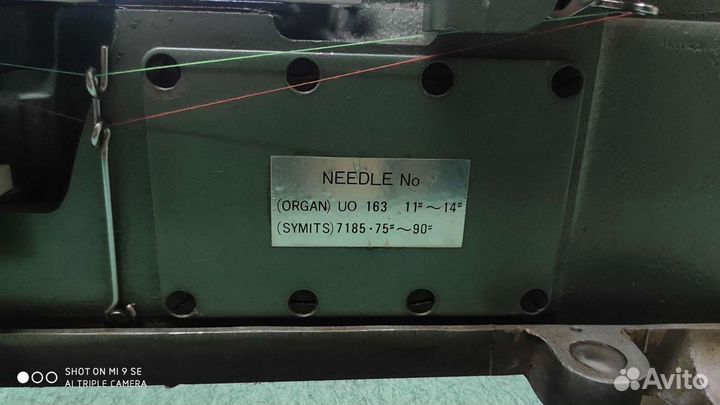 NEEDLE No
(ORGAN) UO 163 11#~14#
(SYMITS) 7185·75#~90#
SHOT ON MI 9 SE
AI TRIPLE CAMERA
Avito